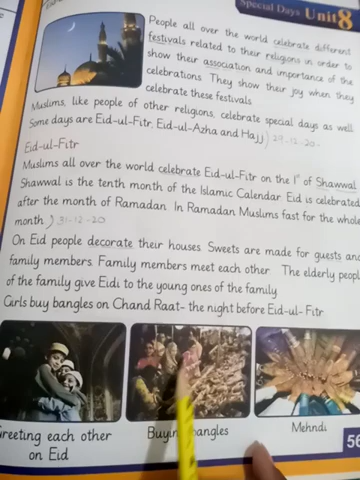 Special Days Unit 8
People all over the world celebrate different
festivals related to their religions in order to
show their association and importance of the
celebrations. They show their joy when they
celebrate these festivals.
Muslims, like people of other religions, celebrate special days as well.
Some days are Eid-ul-Fitr, Eid-ul-Azha and Hajj
Eid-ul-Fitr
Muslims all over the world celebrate Eid-ul-Fitr on the 1st of Shawwal.
Shawwal is the tenth month of the Islamic Calendar. Eid is celebrated
after the month of Ramadan. In Ramadan Muslims fast for the whole
month. 31-12-20
On Eid people decorate their houses. Sweets are made for guests and
family members. Family members meet each other. The elderly people
of the family give Eidi to the young ones of the family.
Girls buy bangles on Chand Raat- the night before Eid-ul-Fitr.
Greeting each other
on Eid
Buying bangles
Mehndi
56